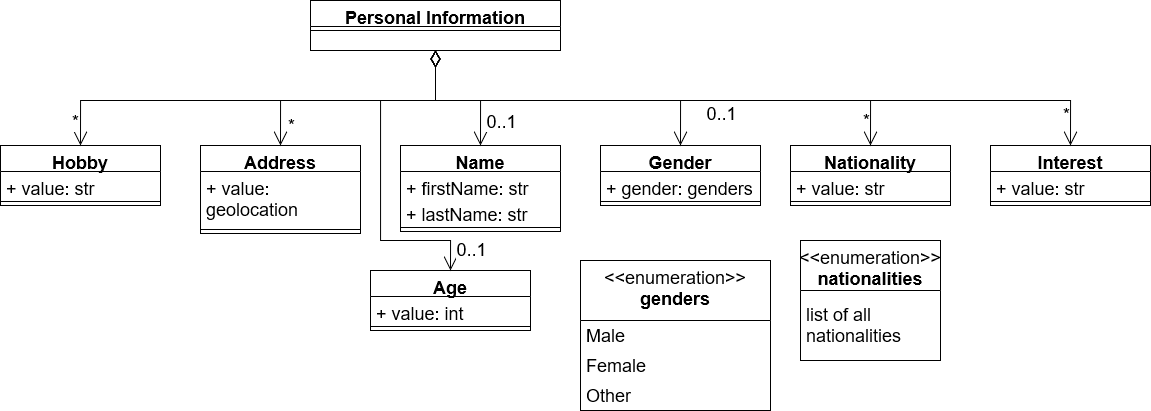 Personal Information
*
*
0..1
0..1
*
*
Hobby
+ value: str
Address
+ value:
geolocation
Name
+ firstName: str
+ lastName: str
Gender
+ gender: genders
Nationality
+ value: str
Interest
+ value: str
0..1
Age
+ value: int
<<enumeration>>
genders
Male
Female
Other
<<enumeration>>
nationalities
list of all
nationalities